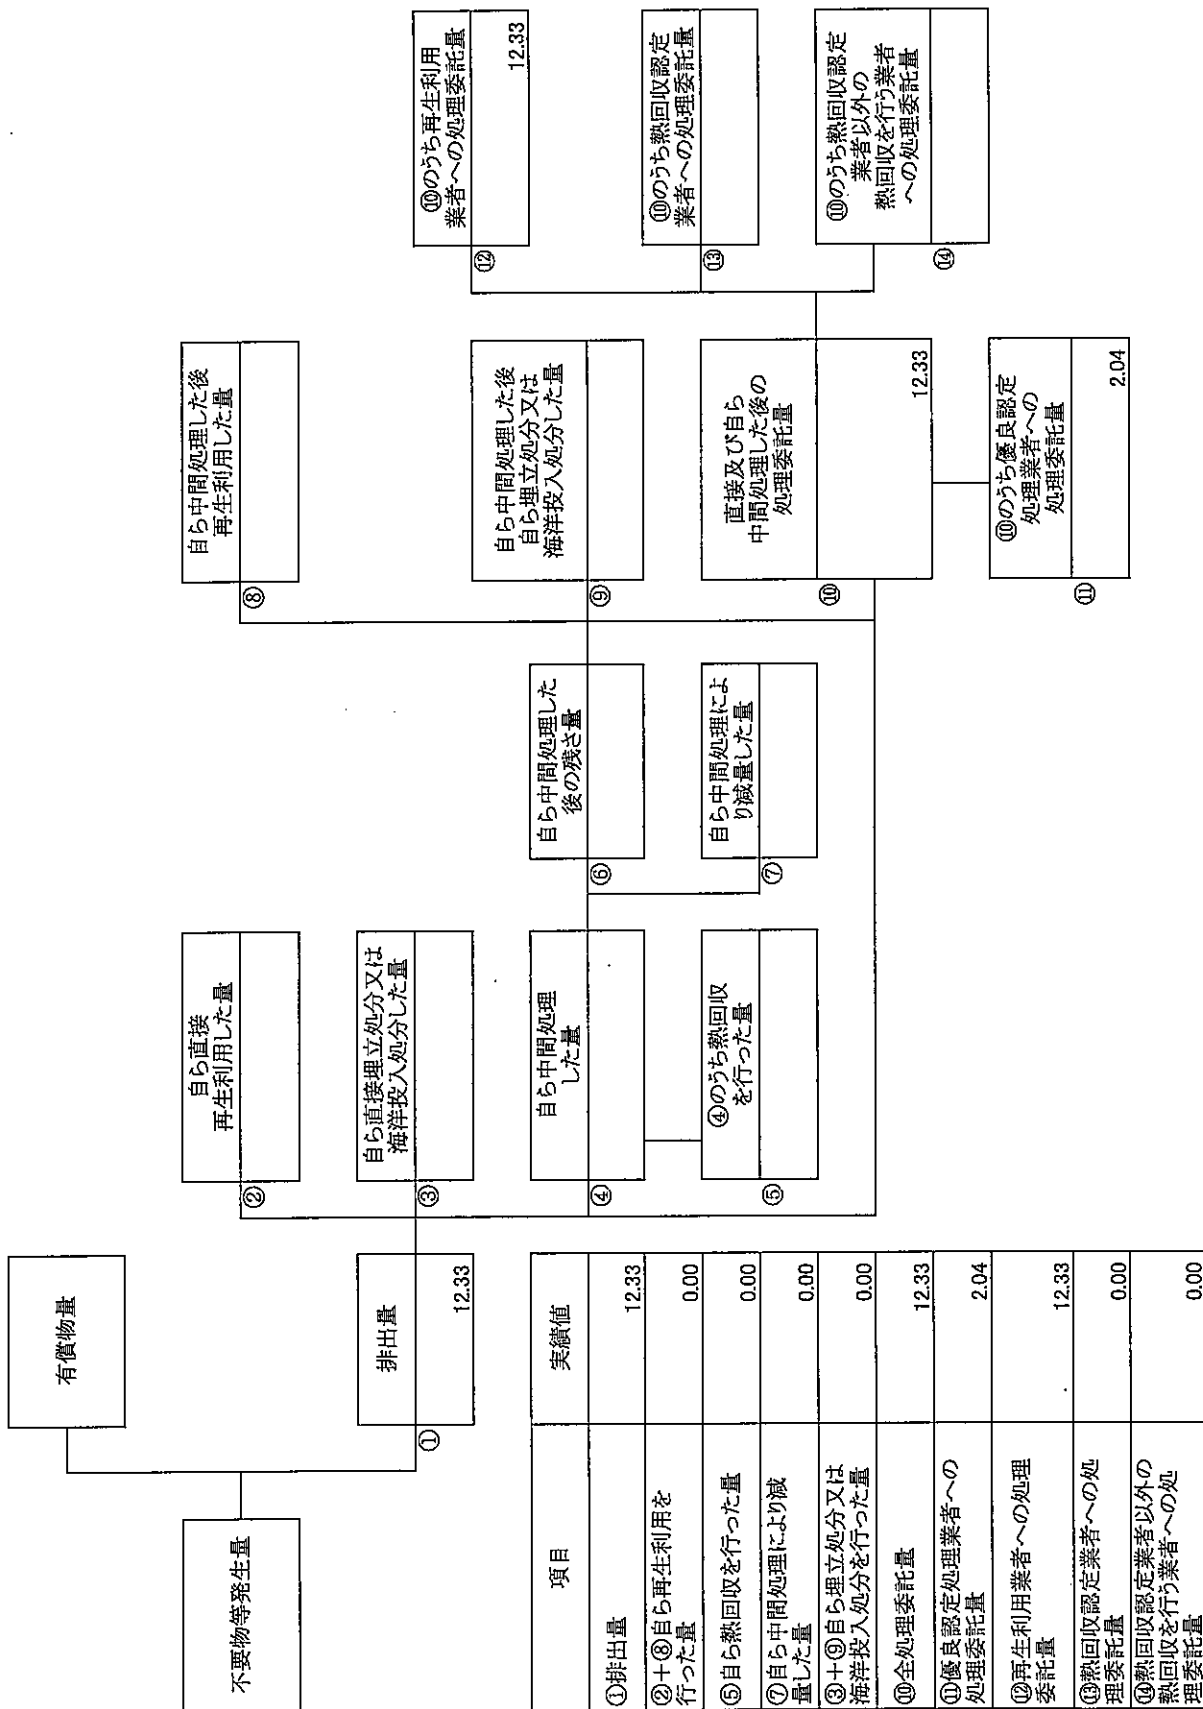 不要物等発生量
有償物量
排出量
①
12.33
自ら直接
再生利用した量
②
自ら直接埋立処分又は
海洋投入処分した量
③
自ら中間処理
した量
④
④のうち熱回収
を行った量
⑤
自ら中間処理した
後の残さ量
⑥
自ら中間処理によ
り減量した量
⑦
自ら中間処理した後
再生利用した量
⑧
自ら中間処理した後
自ら埋立処分又は
海洋投入処分した量
⑨
直接及び自ら
中間処理した後の
処理委託量
⑩
12.33
⑩のうち優良認定
処理業者への
処理委託量
⑪
2.04
⑩のうち再生利用
業者への処理委託量
⑫
12.33
⑩のうち熱回収認定
業者への処理委託量
⑬
⑩のうち熱回収認定
業者以外の
熱回収を行う業者
への処理委託量
⑭
項目
実績値
①排出量
12.33
②+⑧自ら再生利用を
行った量
0.00
⑤自ら熱回収を行った量
0.00
⑦自ら中間処理により減
量した量
0.00
③+⑨自ら埋立処分又は
海洋投入処分を行った量
0.00
⑩全処理委託量
12.33
⑪優良認定処理業者への
処理委託量
2.04
⑫再生利用業者への処理
委託量
12.33
⑬熱回収認定業者への処
理委託量
0.00
⑭熱回収認定業者以外の
熱回収を行う業者への処
理委託量
0.00